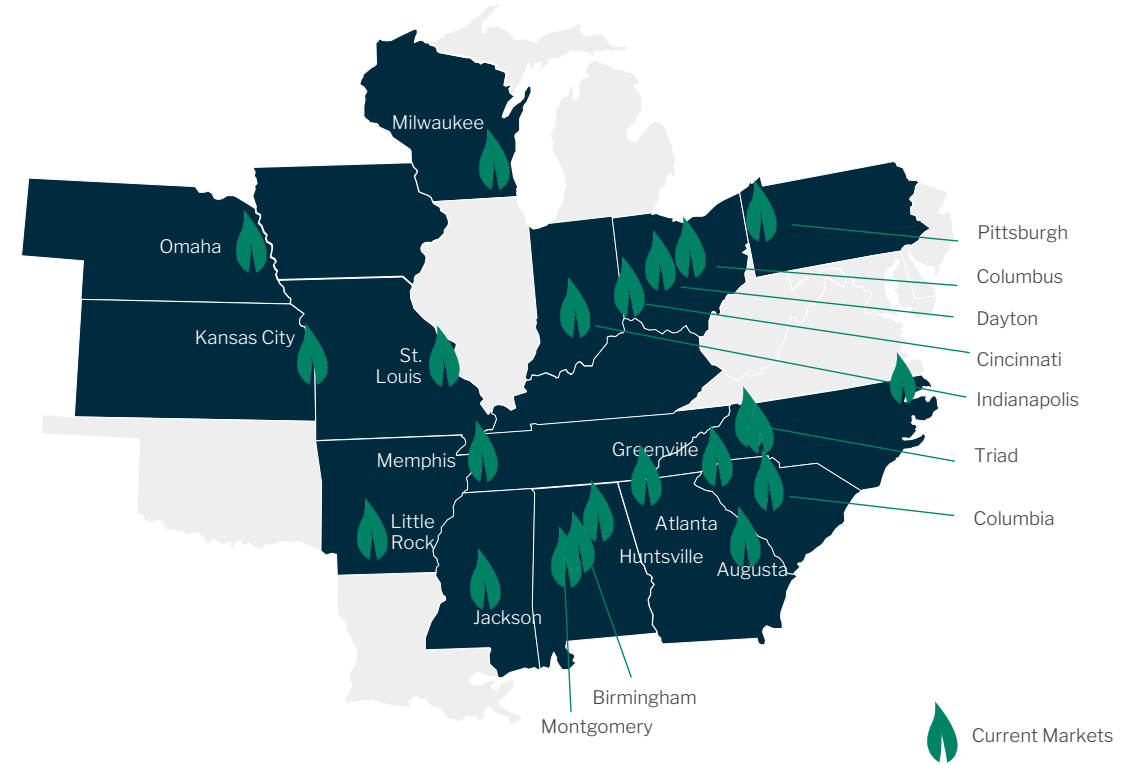 Milwaukee
Omaha
Pittsburgh
Columbus
Dayton
Kansas City
St.
Louis
Cincinnati
Indianapolis
Greenville
Memphis
Triad
Little
Rock
Atlanta
Columbia
Huntsville
Augusta
Jackson
Birmingham
Montgomery
Current Markets